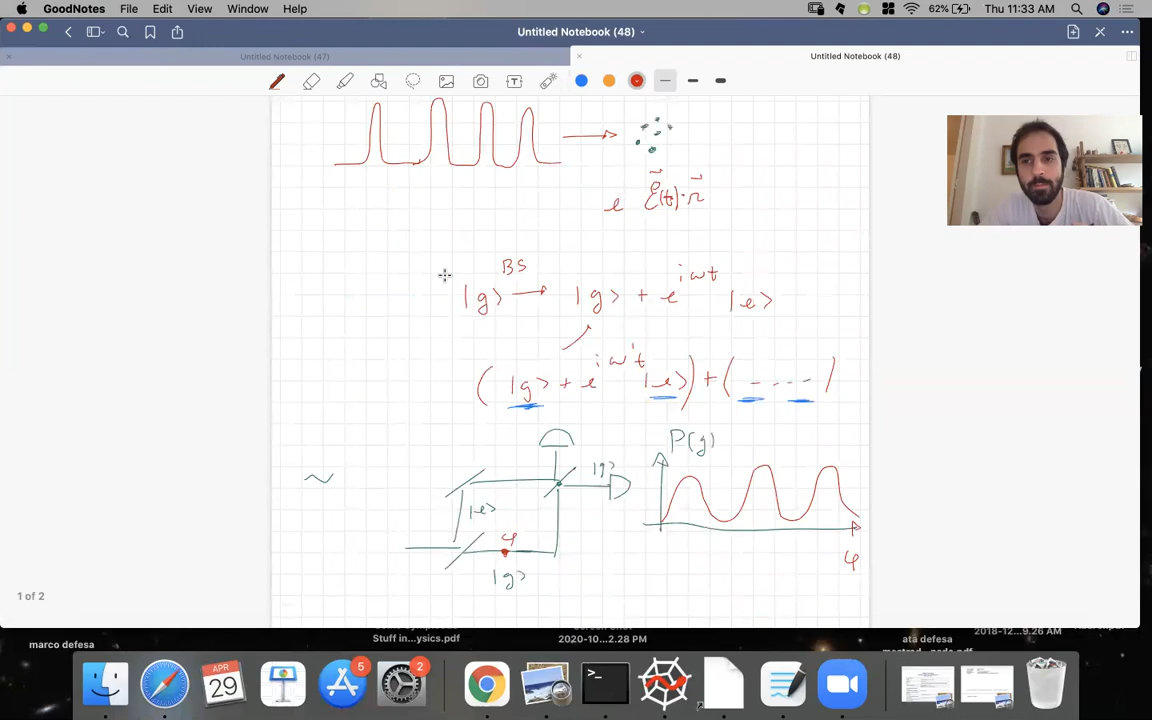 GoodNotes File Edit View Window Help 62% Thu 11:33 AM
Untitled Notebook (48)
Untitled Notebook (47) Untitled Notebook (48)
T
e ℰ(t)·r
BS
|g> → |g> + e^{iωt} |e>
(|g> + e^{iω't} |e>) + (- ... -)
P(g)
|g>
|e>
φ
|g>
φ
1 of 2
marco defesa
Stuff in...ysics.pdf
2020-10...2.28 PM
2018-12...9.26 AM
ata defesa
APR
29
5
2
>_